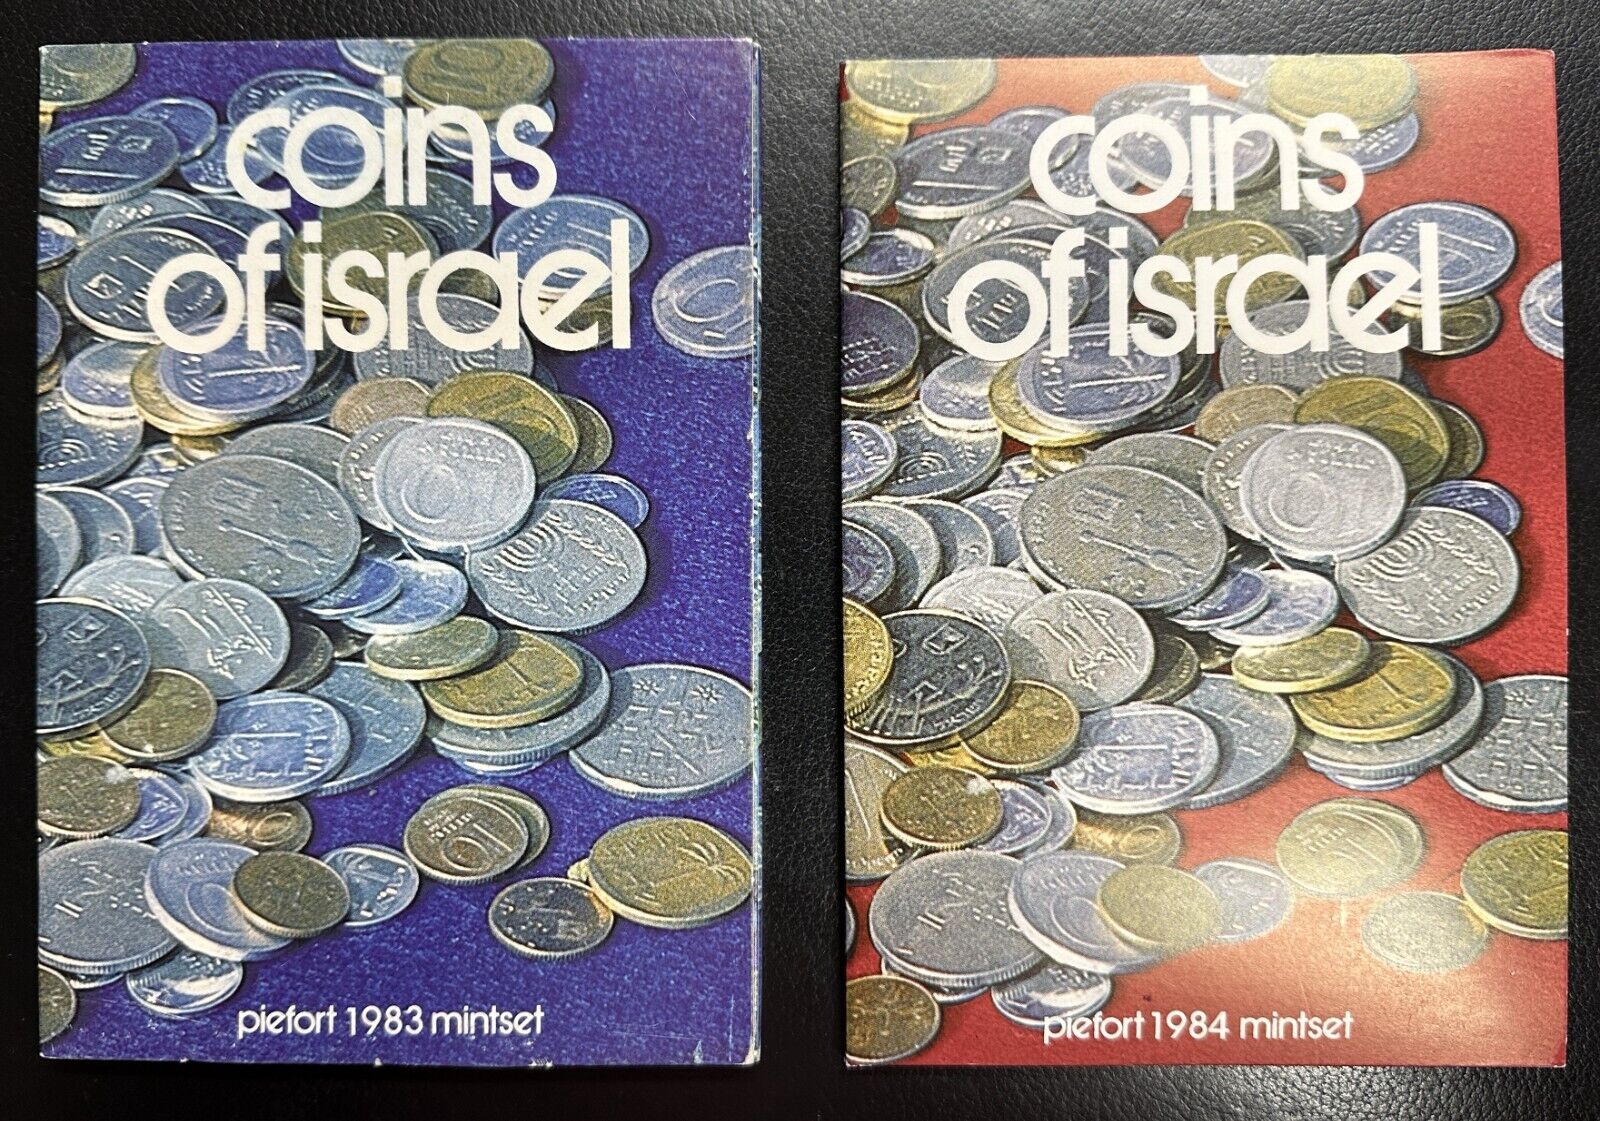 coins
of israel
piefort 1983 mintset
coins
of israel
piefort 1984 mintset